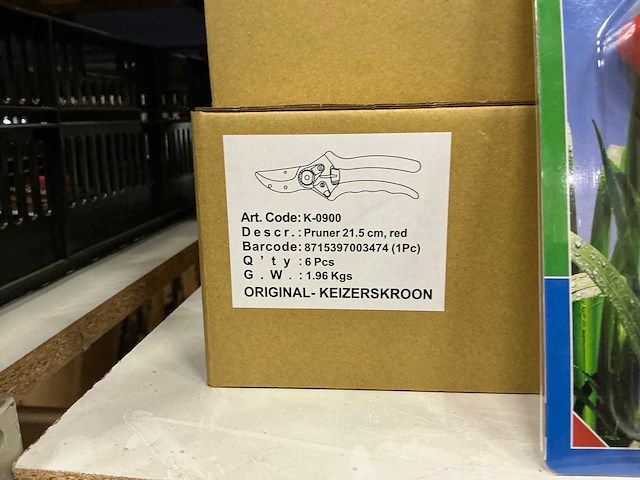 Art. Code: K-0900
Descr.: Pruner 21.5 cm, red
Barcode: 8715397003474 (1Pc)
Q'ty : 6 Pcs
G.W. : 1.96 Kgs
ORIGINAL- KEIZERSKROON